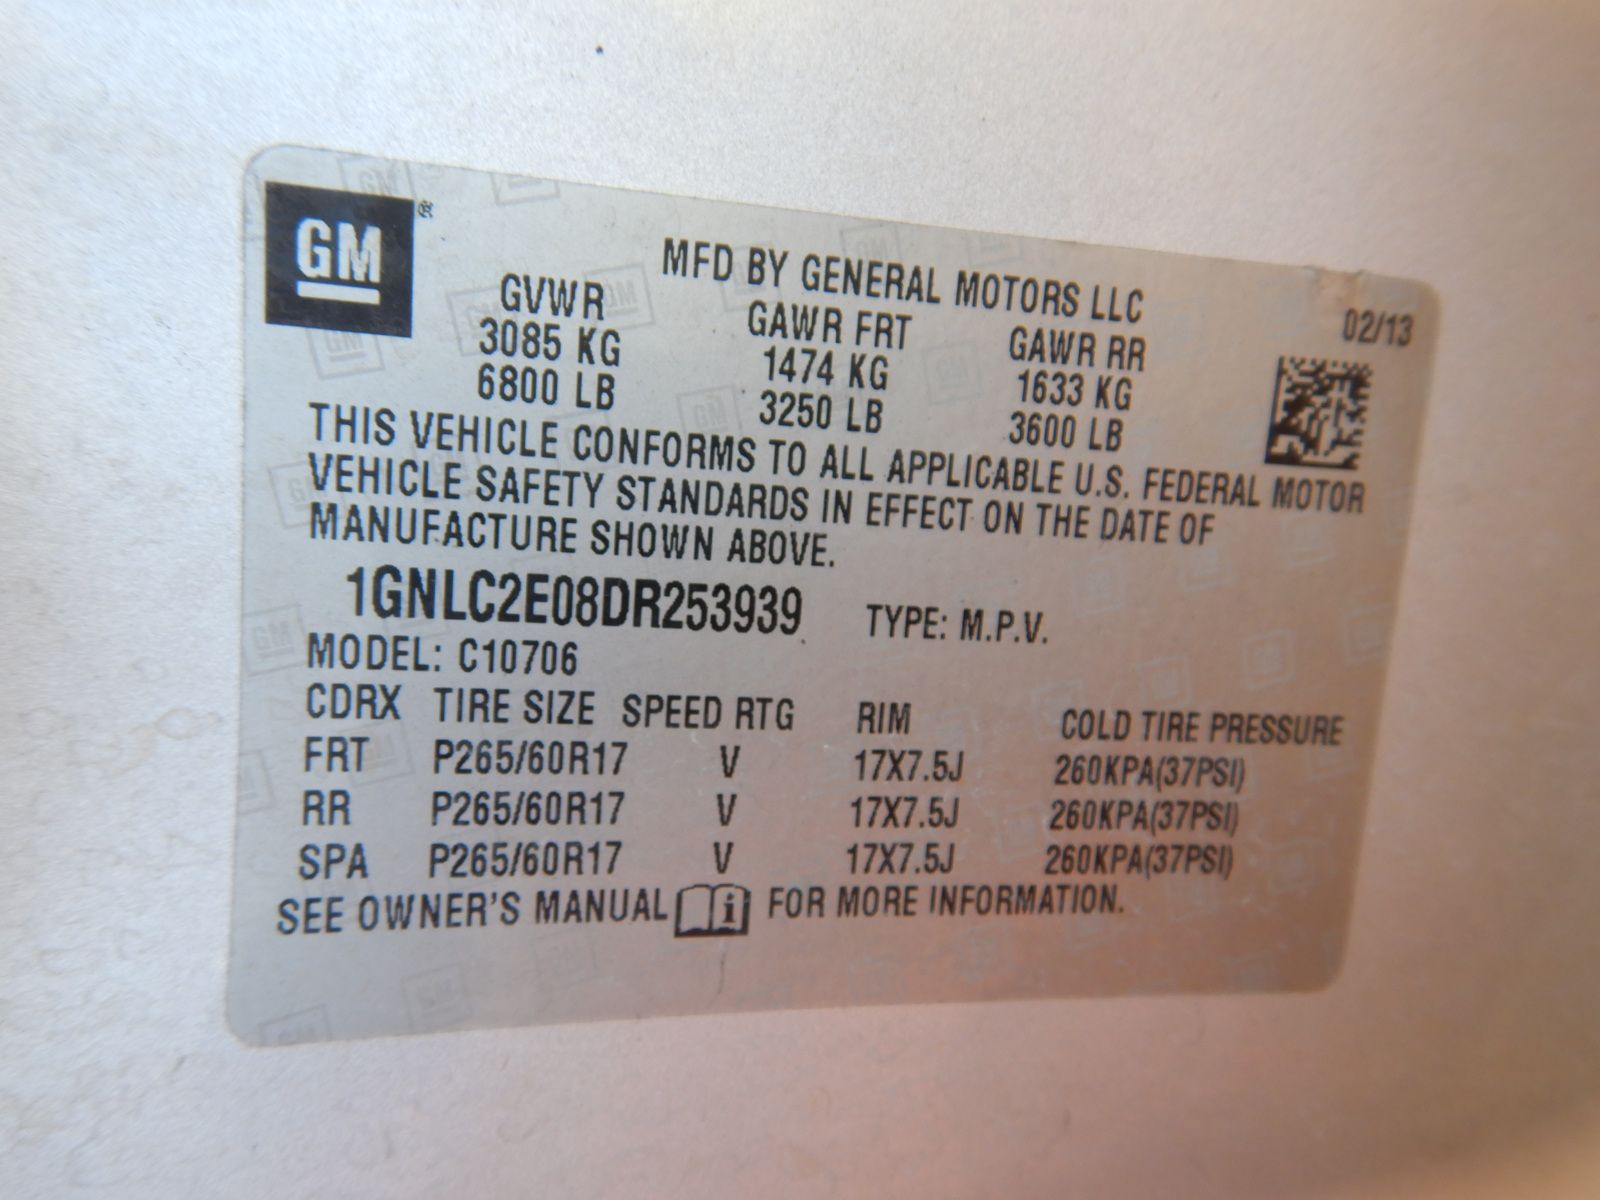 GM ®
MFD BY GENERAL MOTORS LLC
02/13
GVWR GAWR FRT GAWR RR
3085 KG 1474 KG 1633 KG
6800 LB 3250 LB 3600 LB
THIS VEHICLE CONFORMS TO ALL APPLICABLE U.S. FEDERAL MOTOR
VEHICLE SAFETY STANDARDS IN EFFECT ON THE DATE OF
MANUFACTURE SHOWN ABOVE.
1GNLC2E08DR253939 TYPE: M.P.V.
MODEL: C10706
CDRX TIRE SIZE SPEED RTG RIM COLD TIRE PRESSURE
FRT P265/60R17 V 17X7.5J 260KPA(37PSI)
RR P265/60R17 V 17X7.5J 260KPA(37PSI)
SPA P265/60R17 V 17X7.5J 260KPA(37PSI)
SEE OWNER'S MANUAL i FOR MORE INFORMATION.